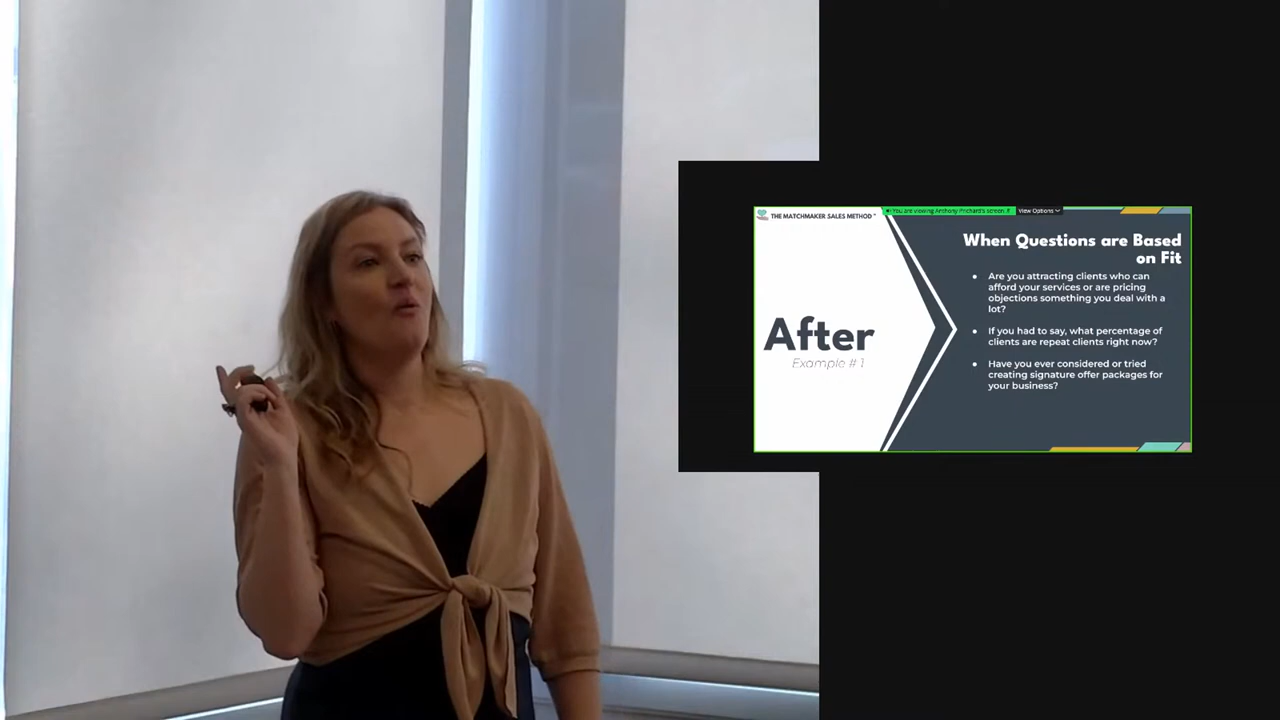 THE MATCHMAKER SALES METHOD™
You are viewing Anthony Prichard's screen
View Options
When Questions are Based
on Fit
After
Example #1
• Are you attracting clients who can
afford your services or are pricing
objections something you deal with a
lot?
• If you had to say, what percentage of
clients are repeat clients right now?
• Have you ever considered or tried
creating signature offer packages for
your business?